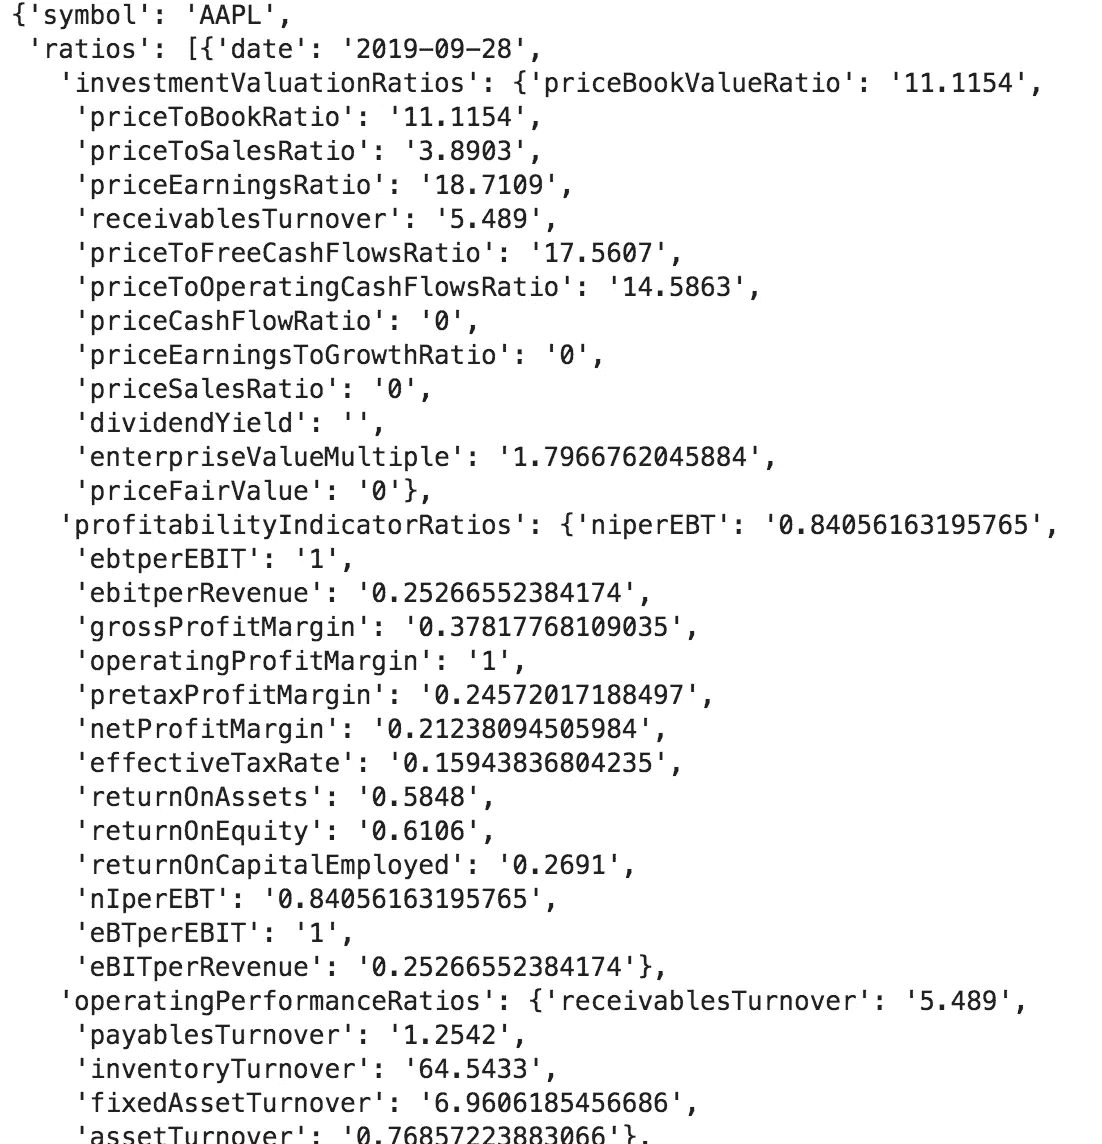 {'symbol': 'AAPL',
'ratios': [{'date': '2019-09-28',
'investmentValuationRatios': {'priceBookValueRatio': '11.1154',
'priceToBookRatio': '11.1154',
'priceToSalesRatio': '3.8903',
'priceEarningsRatio': '18.7109',
'receivablesTurnover': '5.489',
'priceToFreeCashFlowsRatio': '17.5607',
'priceToOperatingCashFlowsRatio': '14.5863',
'priceCashFlowRatio': '0',
'priceEarningsToGrowthRatio': '0',
'priceSalesRatio': '0',
'dividendYield': '',
'enterpriseValueMultiple': '1.7966762045884',
'priceFairValue': '0'},
'profitabilityIndicatorRatios': {'niperEBT': '0.84056163195765',
'ebtperEBIT': '1',
'ebitperRevenue': '0.25266552384174',
'grossProfitMargin': '0.37817768109035',
'operatingProfitMargin': '1',
'pretaxProfitMargin': '0.24572017188497',
'netProfitMargin': '0.21238094505984',
'effectiveTaxRate': '0.15943836804235',
'returnOnAssets': '0.5848',
'returnOnEquity': '0.6106',
'returnOnCapitalEmployed': '0.2691',
'nIperEBT': '0.84056163195765',
'eBTperEBIT': '1',
'eBITperRevenue': '0.25266552384174'},
'operatingPerformanceRatios': {'receivablesTurnover': '5.489',
'payablesTurnover': '1.2542',
'inventoryTurnover': '64.5433',
'fixedAssetTurnover': '6.9606185456686',
'assetTurnover': '0.76857223883066'},